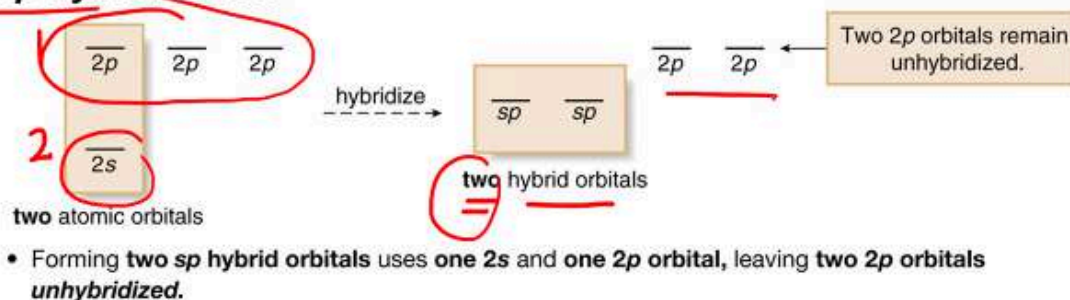 1
2p 2p 2p
2p 2p
Two 2p orbitals remain
unhybridized.
hybridize
sp sp
2
2s
two hybrid orbitals
two atomic orbitals
• Forming two sp hybrid orbitals uses one 2s and one 2p orbital, leaving two 2p orbitals
unhybridized.